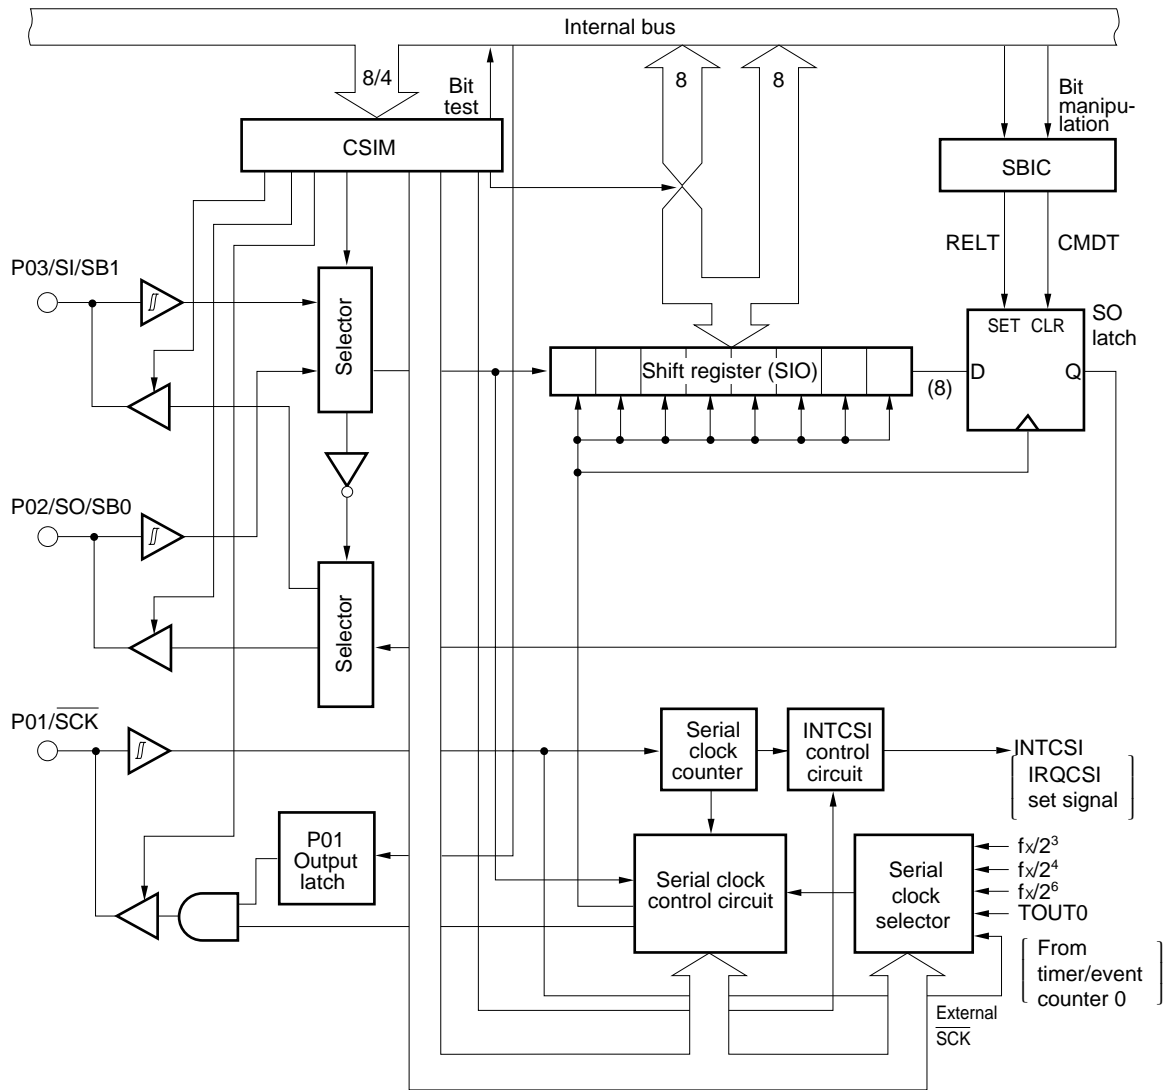 Internal bus
8/4
Bit
test
8
8
Bit
manipu-
lation
CSIM
SBIC
RELT
CMDT
P03/SI/SB1
Selector
SET CLR
SO
latch
Shift register (SIO)
(8)
D
Q
P02/SO/SB0
Selector
P01/S̅C̅K̅
Serial
clock
counter
INTCSI
control
circuit
INTCSI
IRQCSI
set signal
P01
Output
latch
Serial clock
control circuit
Serial
clock
selector
fx/2³
fx/2⁴
fx/2⁶
TOUT0
From
timer/event
counter 0
External
S̅C̅K̅